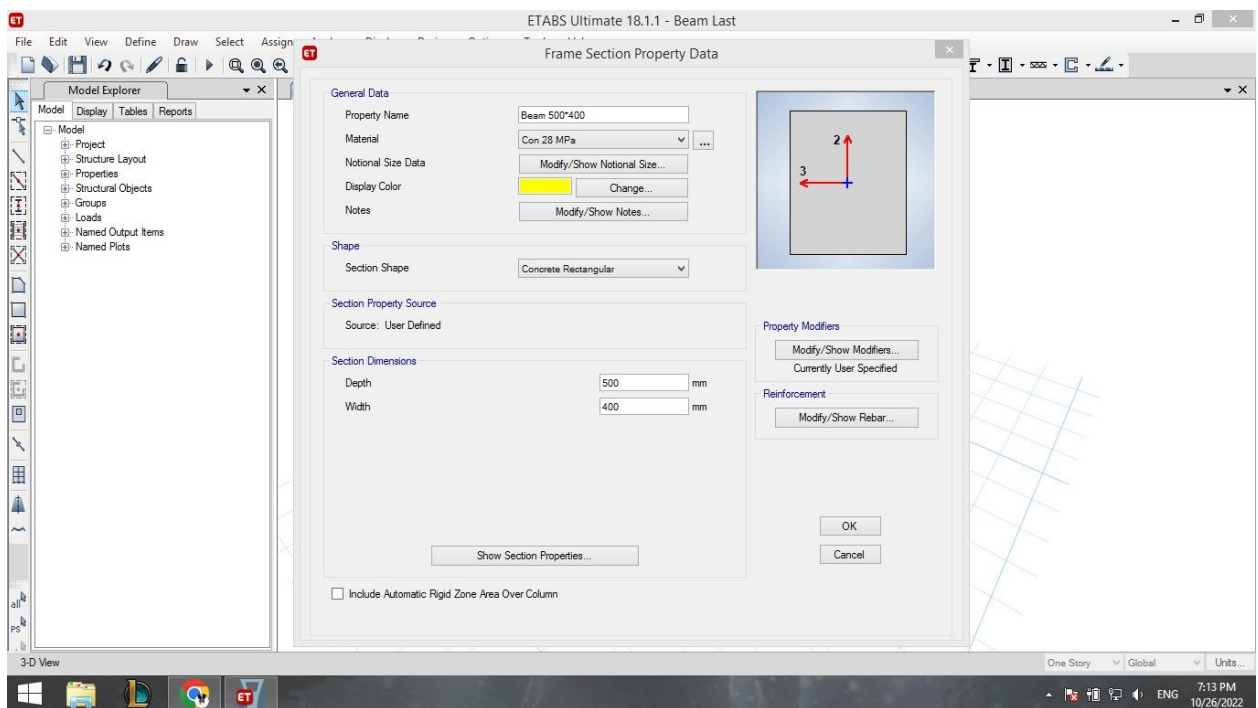 ET
ETABS Ultimate 18.1.1 - Beam Last
File Edit View Define Draw Select Assign
ET Frame Section Property Data
Model Explorer
Model Display Tables Reports
Model
Project
Structure Layout
Properties
Structural Objects
Groups
Loads
Named Output Items
Named Plots
General Data
Property Name Beam 500*400
Material Con 28 MPa ...
Notional Size Data Modify/Show Notional Size...
Display Color Change...
Notes Modify/Show Notes...
2
3
Shape
Section Shape Concrete Rectangular
Section Property Source
Source: User Defined
Section Dimensions
Depth 500 mm
Width 400 mm
Show Section Properties...
Property Modifiers
Modify/Show Modifiers...
Currently User Specified
Reinforcement
Modify/Show Rebar...
OK
Cancel
Include Automatic Rigid Zone Area Over Column
all
PS
3-D View One Story Global Units...
ET
ENG 7:13 PM
10/26/2022